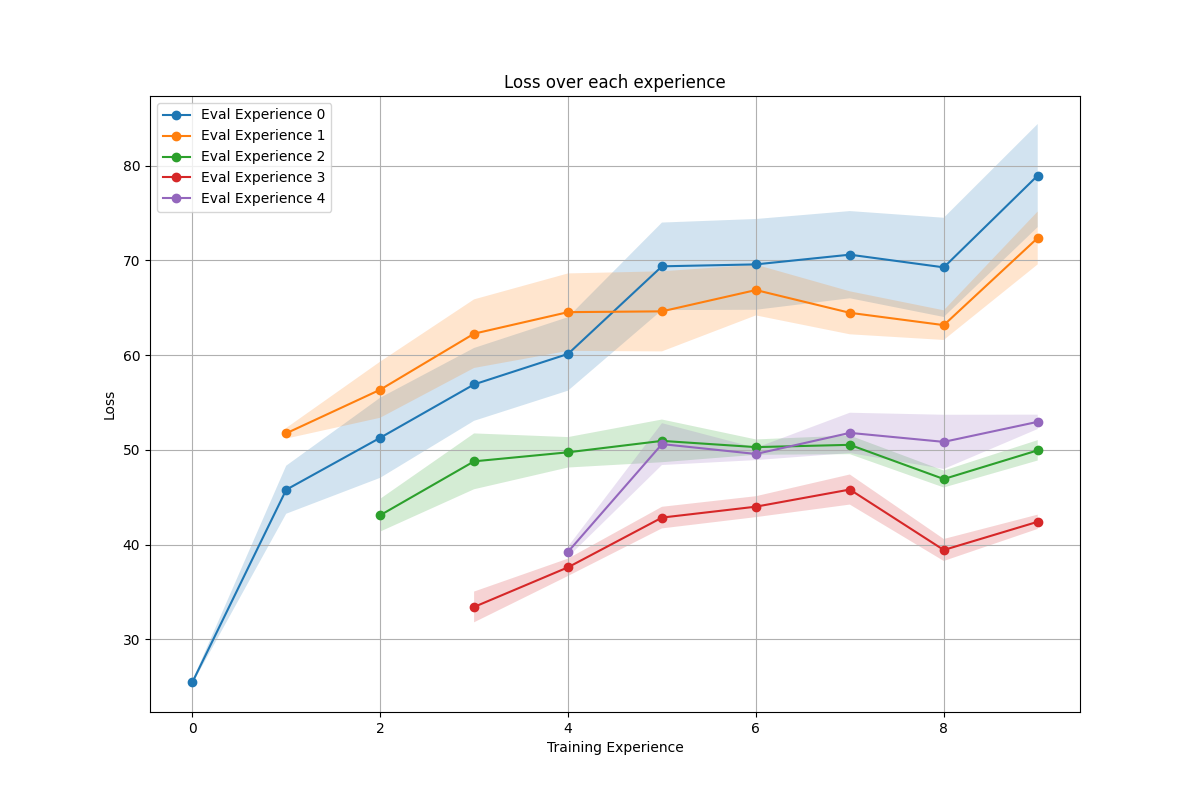 Loss over each experience
Eval Experience 0
Eval Experience 1
Eval Experience 2
Eval Experience 3
Eval Experience 4
80
70
60
50
40
30
Loss
0 2 4 6 8
Training Experience